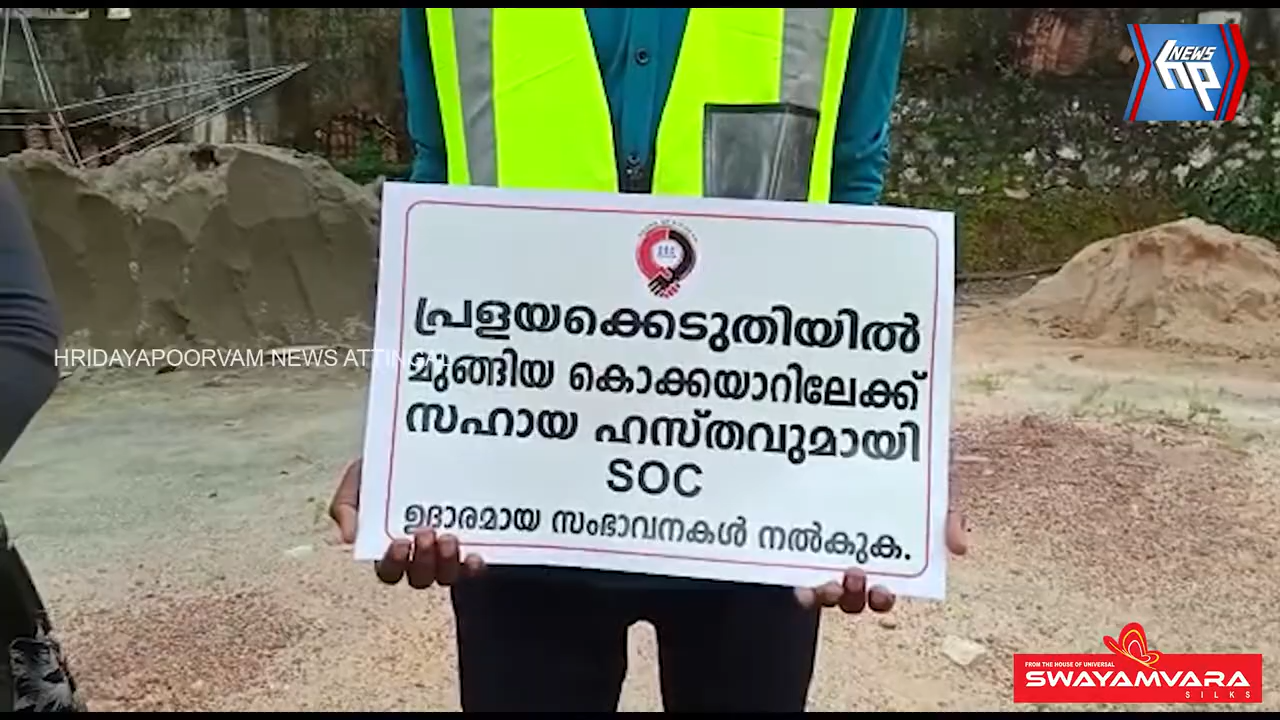 NEWS
hp
പ്രളയക്കെടുതിയിൽ
മുങ്ങിയ കൊക്കയാറിലേക്ക്
സഹായ ഹസ്തവുമായി
SOC
ഉദാരമായ സംഭാവനകൾ നൽകുക.
HRIDAYAPOORVAM NEWS ATTINGAL
FROM THE HOUSE OF UNIVERSAL
SWAYAMVARA
SILKS